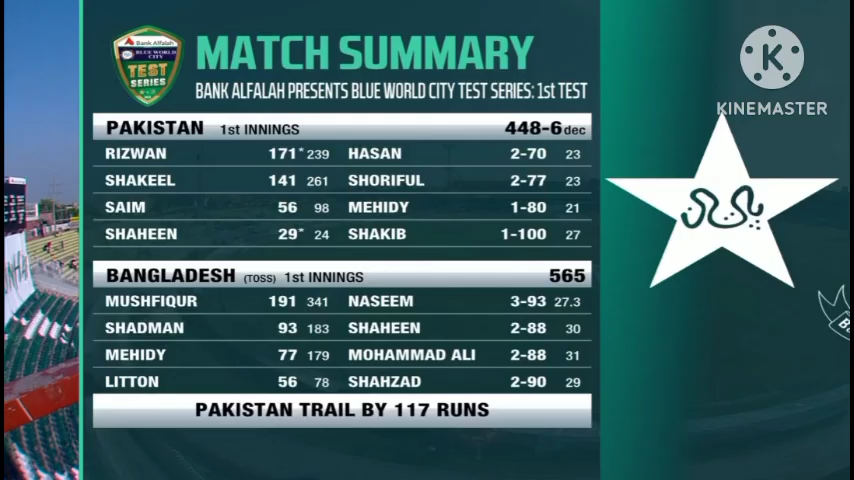 Bank Alfalah
BLUE WORLD
CITY
TEST
SERIES
MATCH SUMMARY
BANK ALFALAH PRESENTS BLUE WORLD CITY TEST SERIES: 1st TEST
PAKISTAN 1st INNINGS 448-6 dec
RIZWAN 171* 239 HASAN 2-70 23
SHAKEEL 141 261 SHORIFUL 2-77 23
SAIM 56 98 MEHIDY 1-80 21
SHAHEEN 29* 24 SHAKIB 1-100 27
BANGLADESH (TOSS) 1st INNINGS 565
MUSHFIQUR 191 341 NASEEM 3-93 27.3
SHADMAN 93 183 SHAHEEN 2-88 30
MEHIDY 77 179 MOHAMMAD ALI 2-88 31
LITTON 56 78 SHAHZAD 2-90 29
PAKISTAN TRAIL BY 117 RUNS
K
KINEMASTER